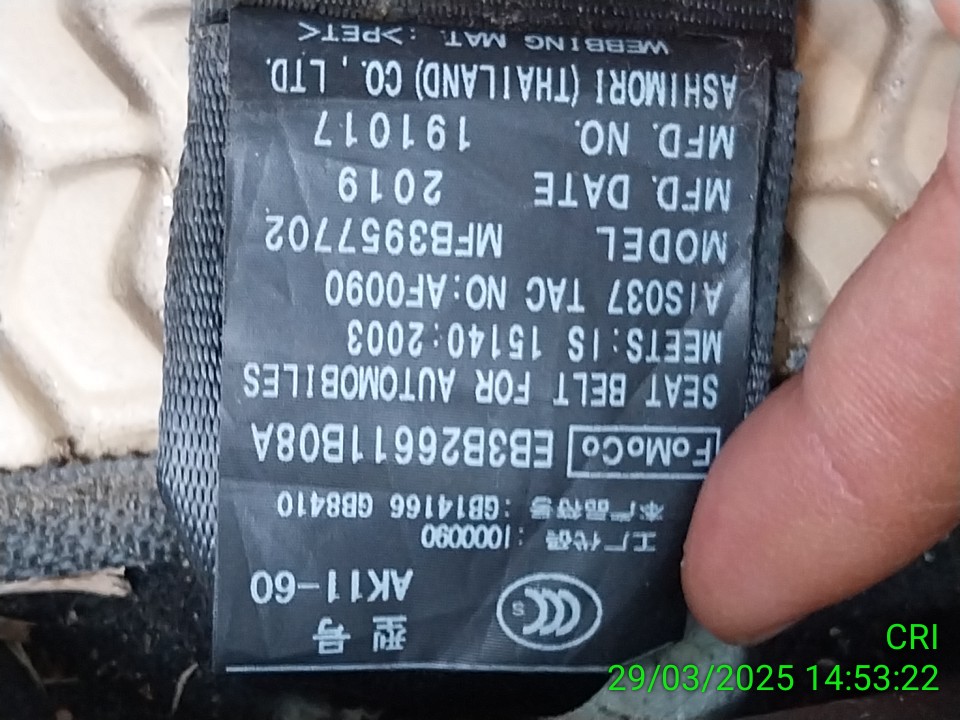 CCC S
型号 AK11-60
工厂代码 :I000090
本产品符号 :GB14166 GB8410
FoMoCo EB3B26611B08A
SEAT BELT FOR AUTOMOBILES
MEETS:IS 15140:2003
AIS037 TAC NO:AF0090
MODEL MFB3957702
MFD. DATE 2019
MFD. NO. 191017
ASHIMORI (THAILAND) CO., LTD.
WEBBING MAT. : >PET<
CRI
29/03/2025 14:53:22